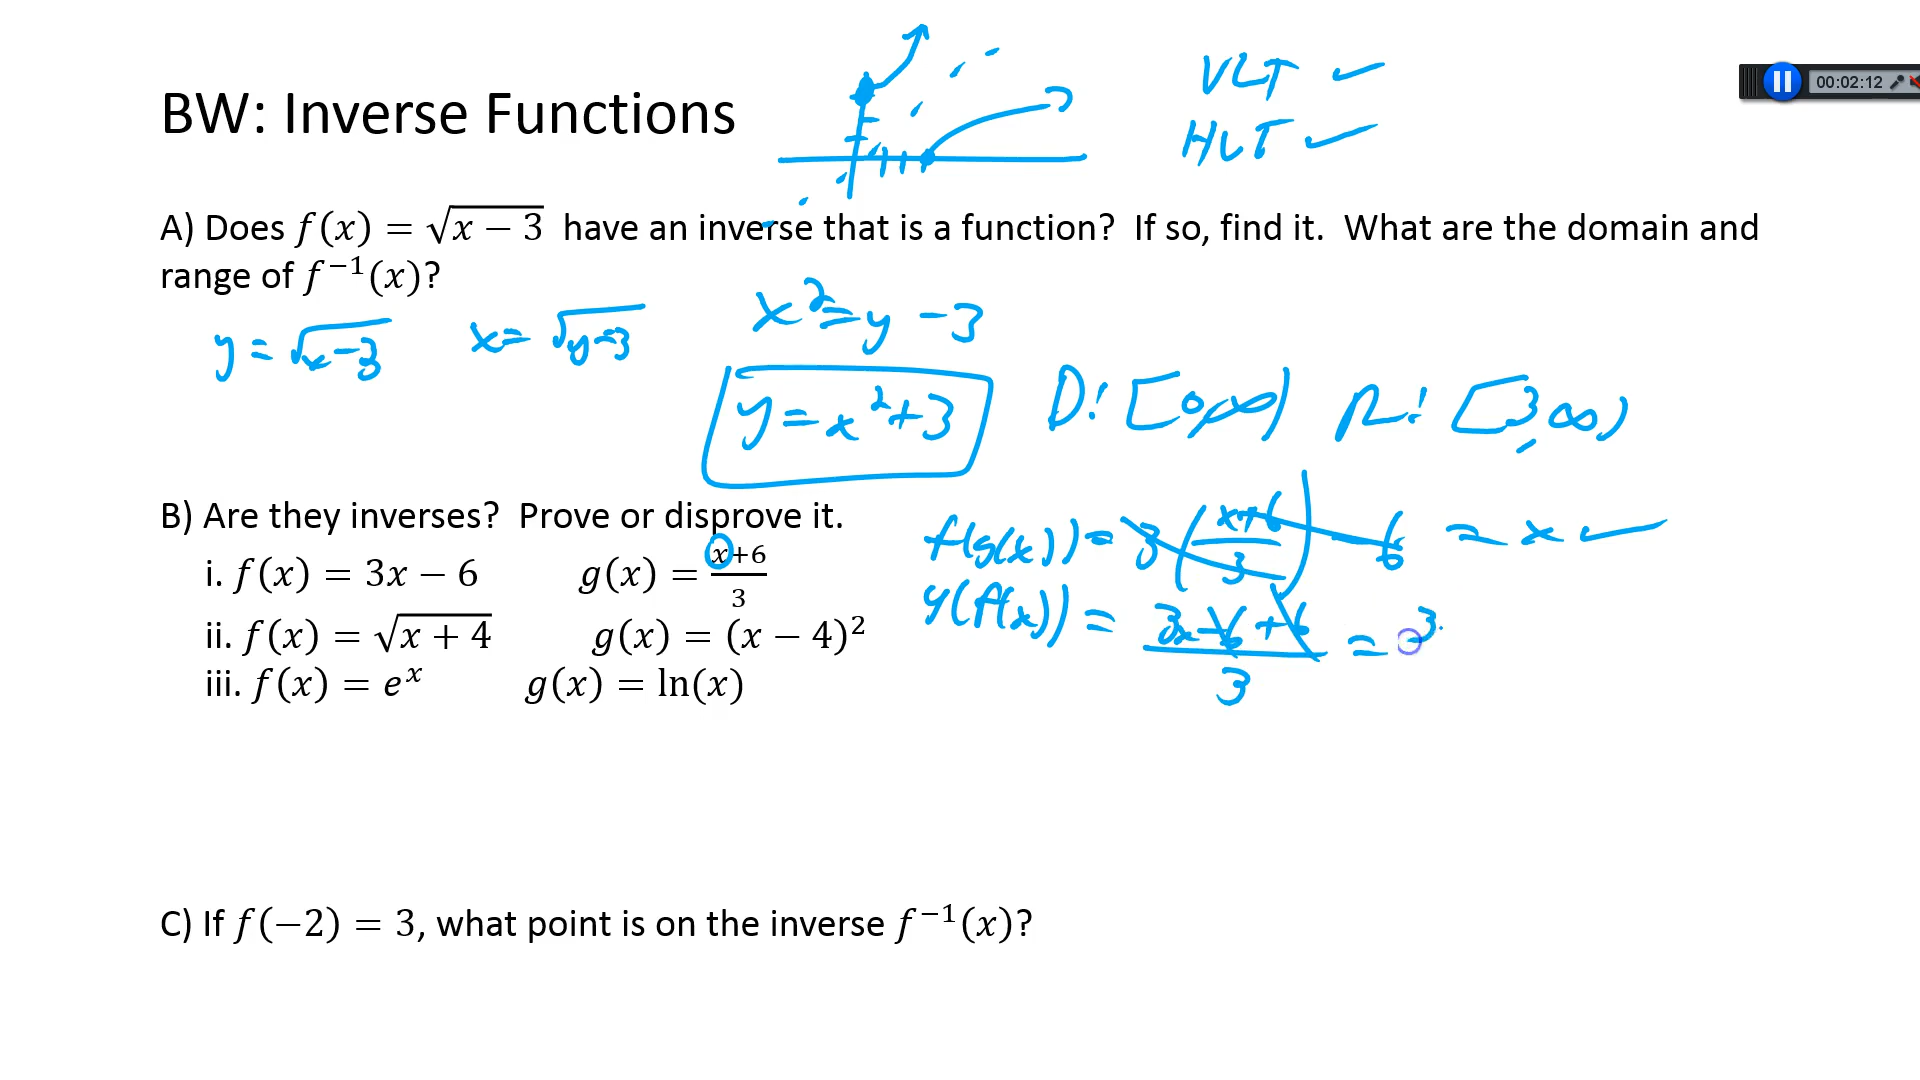 VLT ✓
HLT ✓
00:02:12
BW: Inverse Functions
A) Does f(x) = √(x − 3) have an inverse that is a function? If so, find it. What are the domain and
range of f⁻¹(x)?
y = √(x−3) x = √(y−3) x² = y − 3
y = x² + 3 D: [0,∞) R: [3,∞)
B) Are they inverses? Prove or disprove it.
f(g(x)) = 3((x+6)/3) − 6 = x ✓
i. f(x) = 3x − 6 g(x) = (x+6)/3
g(f(x)) = (3x−6+6)/3 = 3
ii. f(x) = √(x + 4) g(x) = (x − 4)²
iii. f(x) = eˣ g(x) = ln(x)
C) If f(−2) = 3, what point is on the inverse f⁻¹(x)?